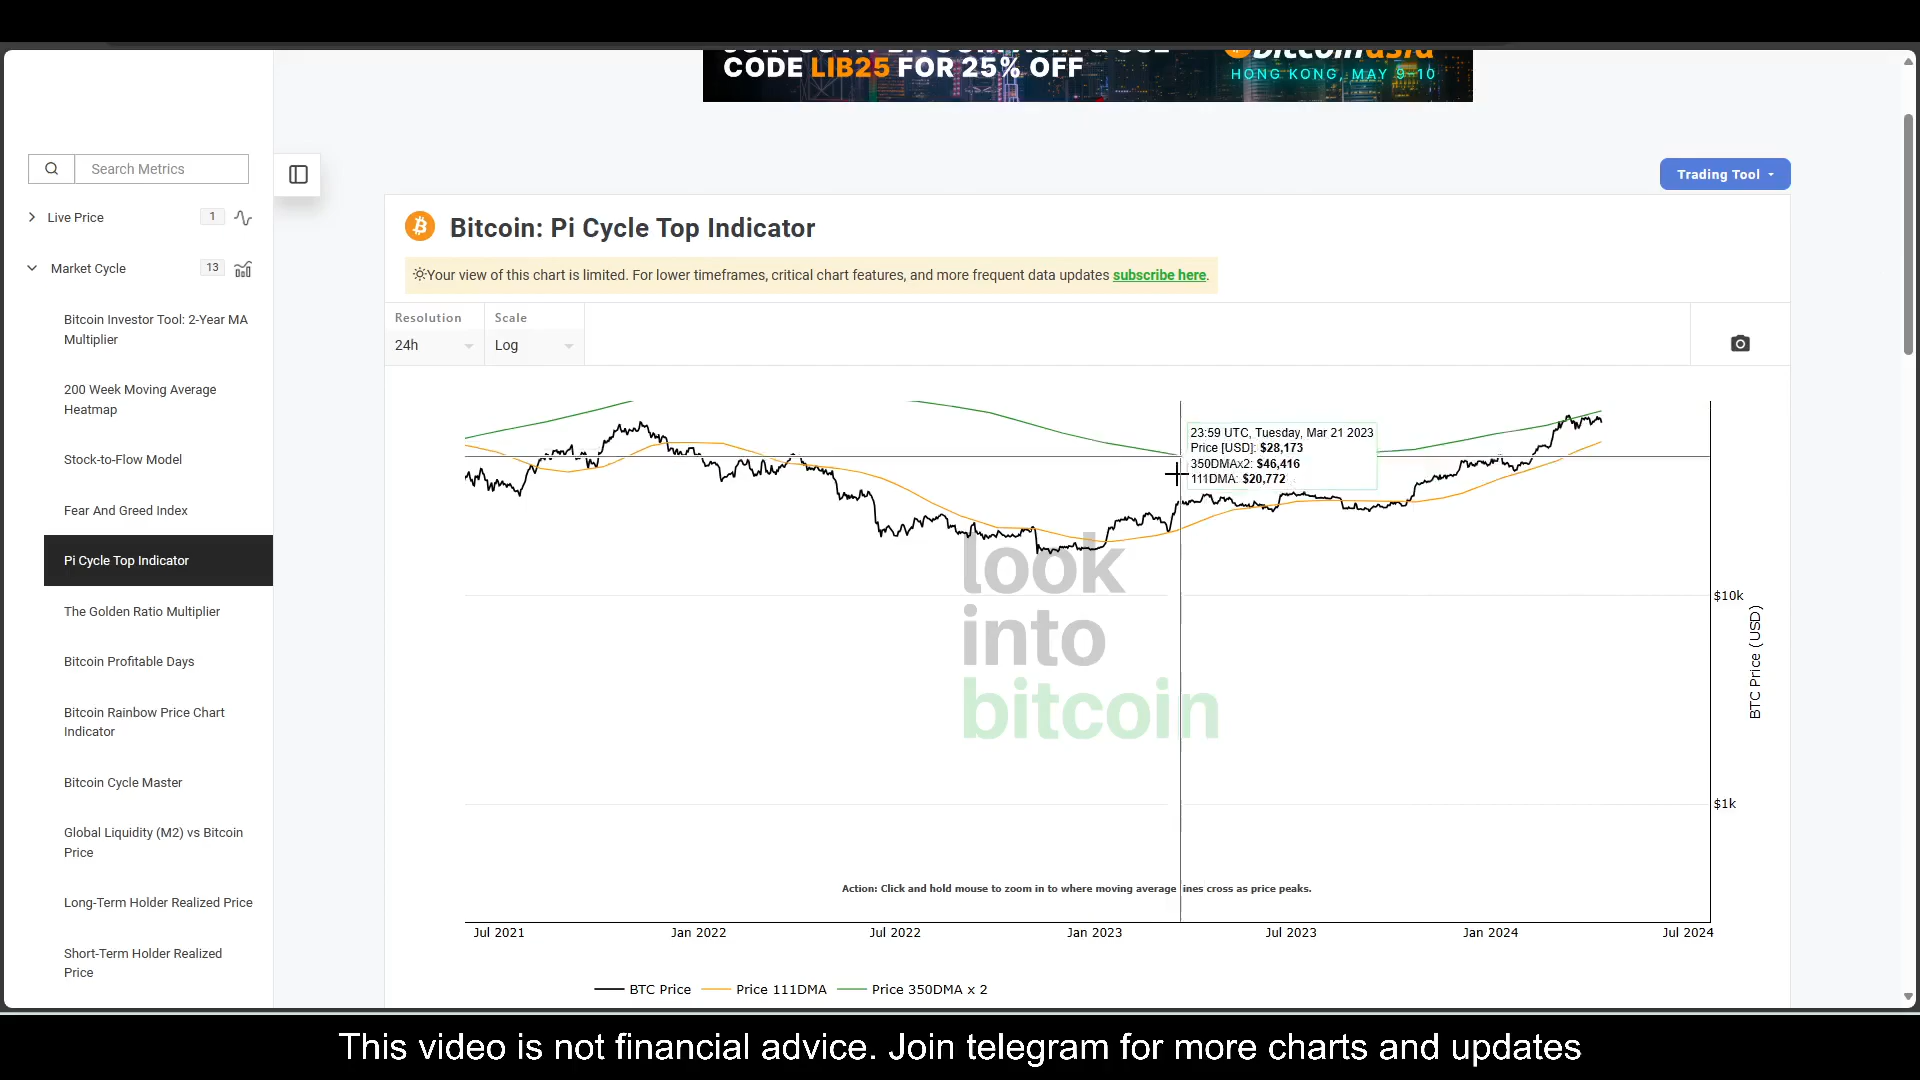 CODE LIB25 FOR 25% OFF
HONG KONG, MAY 9-10
Search Metrics
Trading Tool
Live Price 1
Market Cycle 13
Bitcoin Investor Tool: 2-Year MA
Multiplier
200 Week Moving Average
Heatmap
Stock-to-Flow Model
Fear And Greed Index
Pi Cycle Top Indicator
The Golden Ratio Multiplier
Bitcoin Profitable Days
Bitcoin Rainbow Price Chart
Indicator
Bitcoin Cycle Master
Global Liquidity (M2) vs Bitcoin
Price
Long-Term Holder Realized Price
Short-Term Holder Realized
Price
Bitcoin: Pi Cycle Top Indicator
Your view of this chart is limited. For lower timeframes, critical chart features, and more frequent data updates subscribe here.
Resolution
24h
Scale
Log
23:59 UTC, Tuesday, Mar 21 2023
Price [USD]: $28,173
350DMAx2: $46,416
111DMA: $20,772
look
into
bitcoin
$10k
$1k
BTC Price (USD)
Action: Click and hold mouse to zoom in to where moving average ines cross as price peaks.
Jul 2021
Jan 2022
Jul 2022
Jan 2023
Jul 2023
Jan 2024
Jul 2024
BTC Price
Price 111DMA
Price 350DMA x 2
This video is not financial advice. Join telegram for more charts and updates